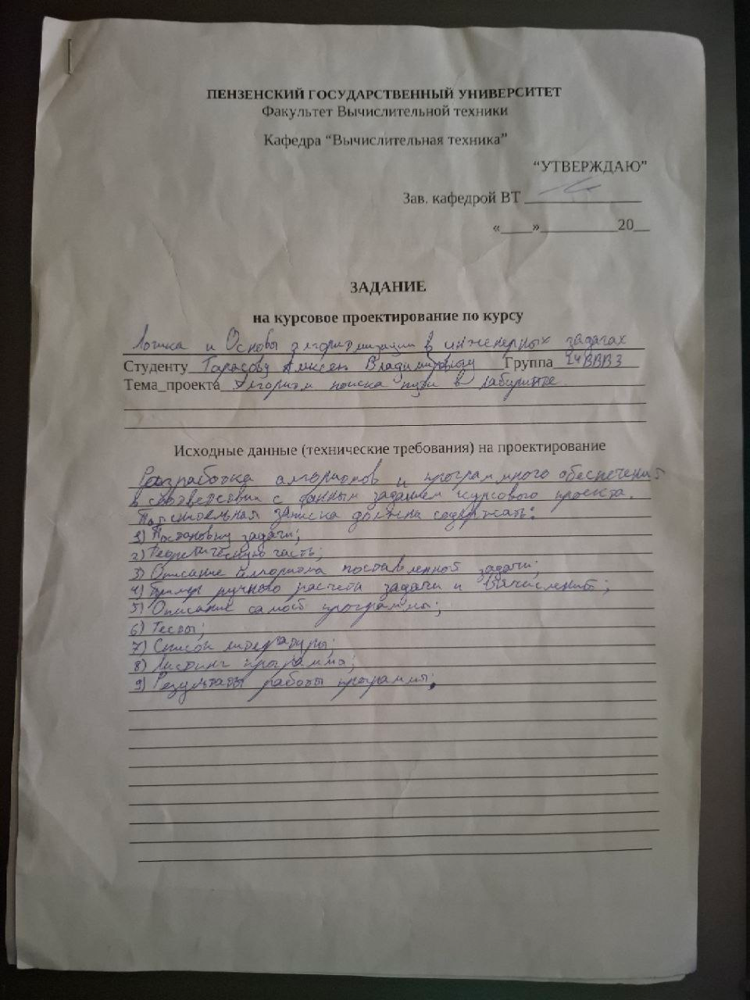 ПЕНЗЕНСКИЙ ГОСУДАРСТВЕННЫЙ УНИВЕРСИТЕТ
Факультет Вычислительной техники
Кафедра “Вычислительная техника”
“УТВЕРЖДАЮ”
Зав. кафедрой ВТ
«____»__________20__
ЗАДАНИЕ
на курсовое проектирование по курсу
Логика и Основы алгоритмизации в инженерных задачах
Студенту Тарасову Владимировичу Группа 24ВВВ3
Тема_проекта Алгоритм поиска пути в лабиринте
Исходные данные (технические требования) на проектирование
Разработка алгоритмов и программного обеспечения
в соответствии с данным заданием курсового проекта.
Пояснительная записка должна содержать:
1) Постановку задачи;
2) Теоретическую часть;
3) Описание алгоритма поставленной задачи;
4) Пример ручного расчета задачи и вычислений;
5) Описание самой программы;
6) Тесты;
7) Список литературы;
8) Листинг программы;
9) Результаты работы программы;